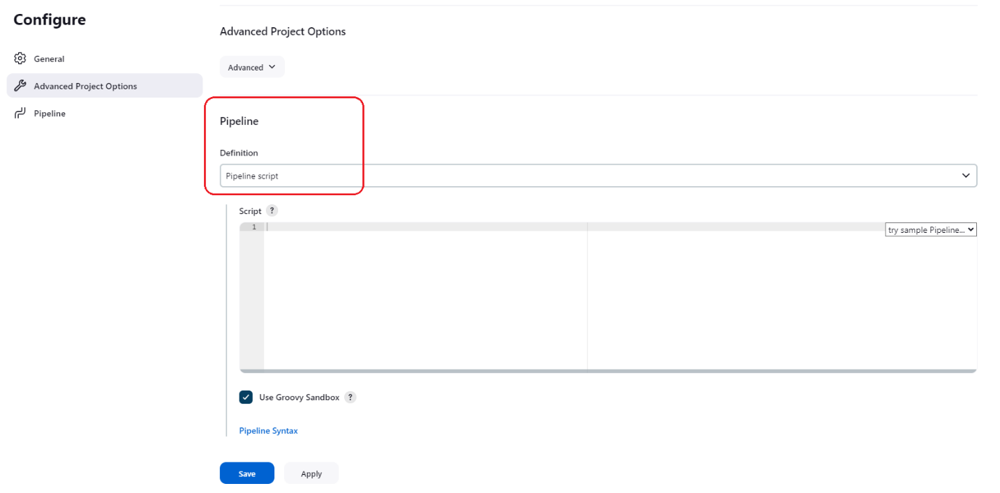 Configure
General
Advanced Project Options
Pipeline
Advanced Project Options
Advanced
Pipeline
Definition
Pipeline script
Script ?
1
try sample Pipeline...
Use Groovy Sandbox ?
Pipeline Syntax
Save
Apply